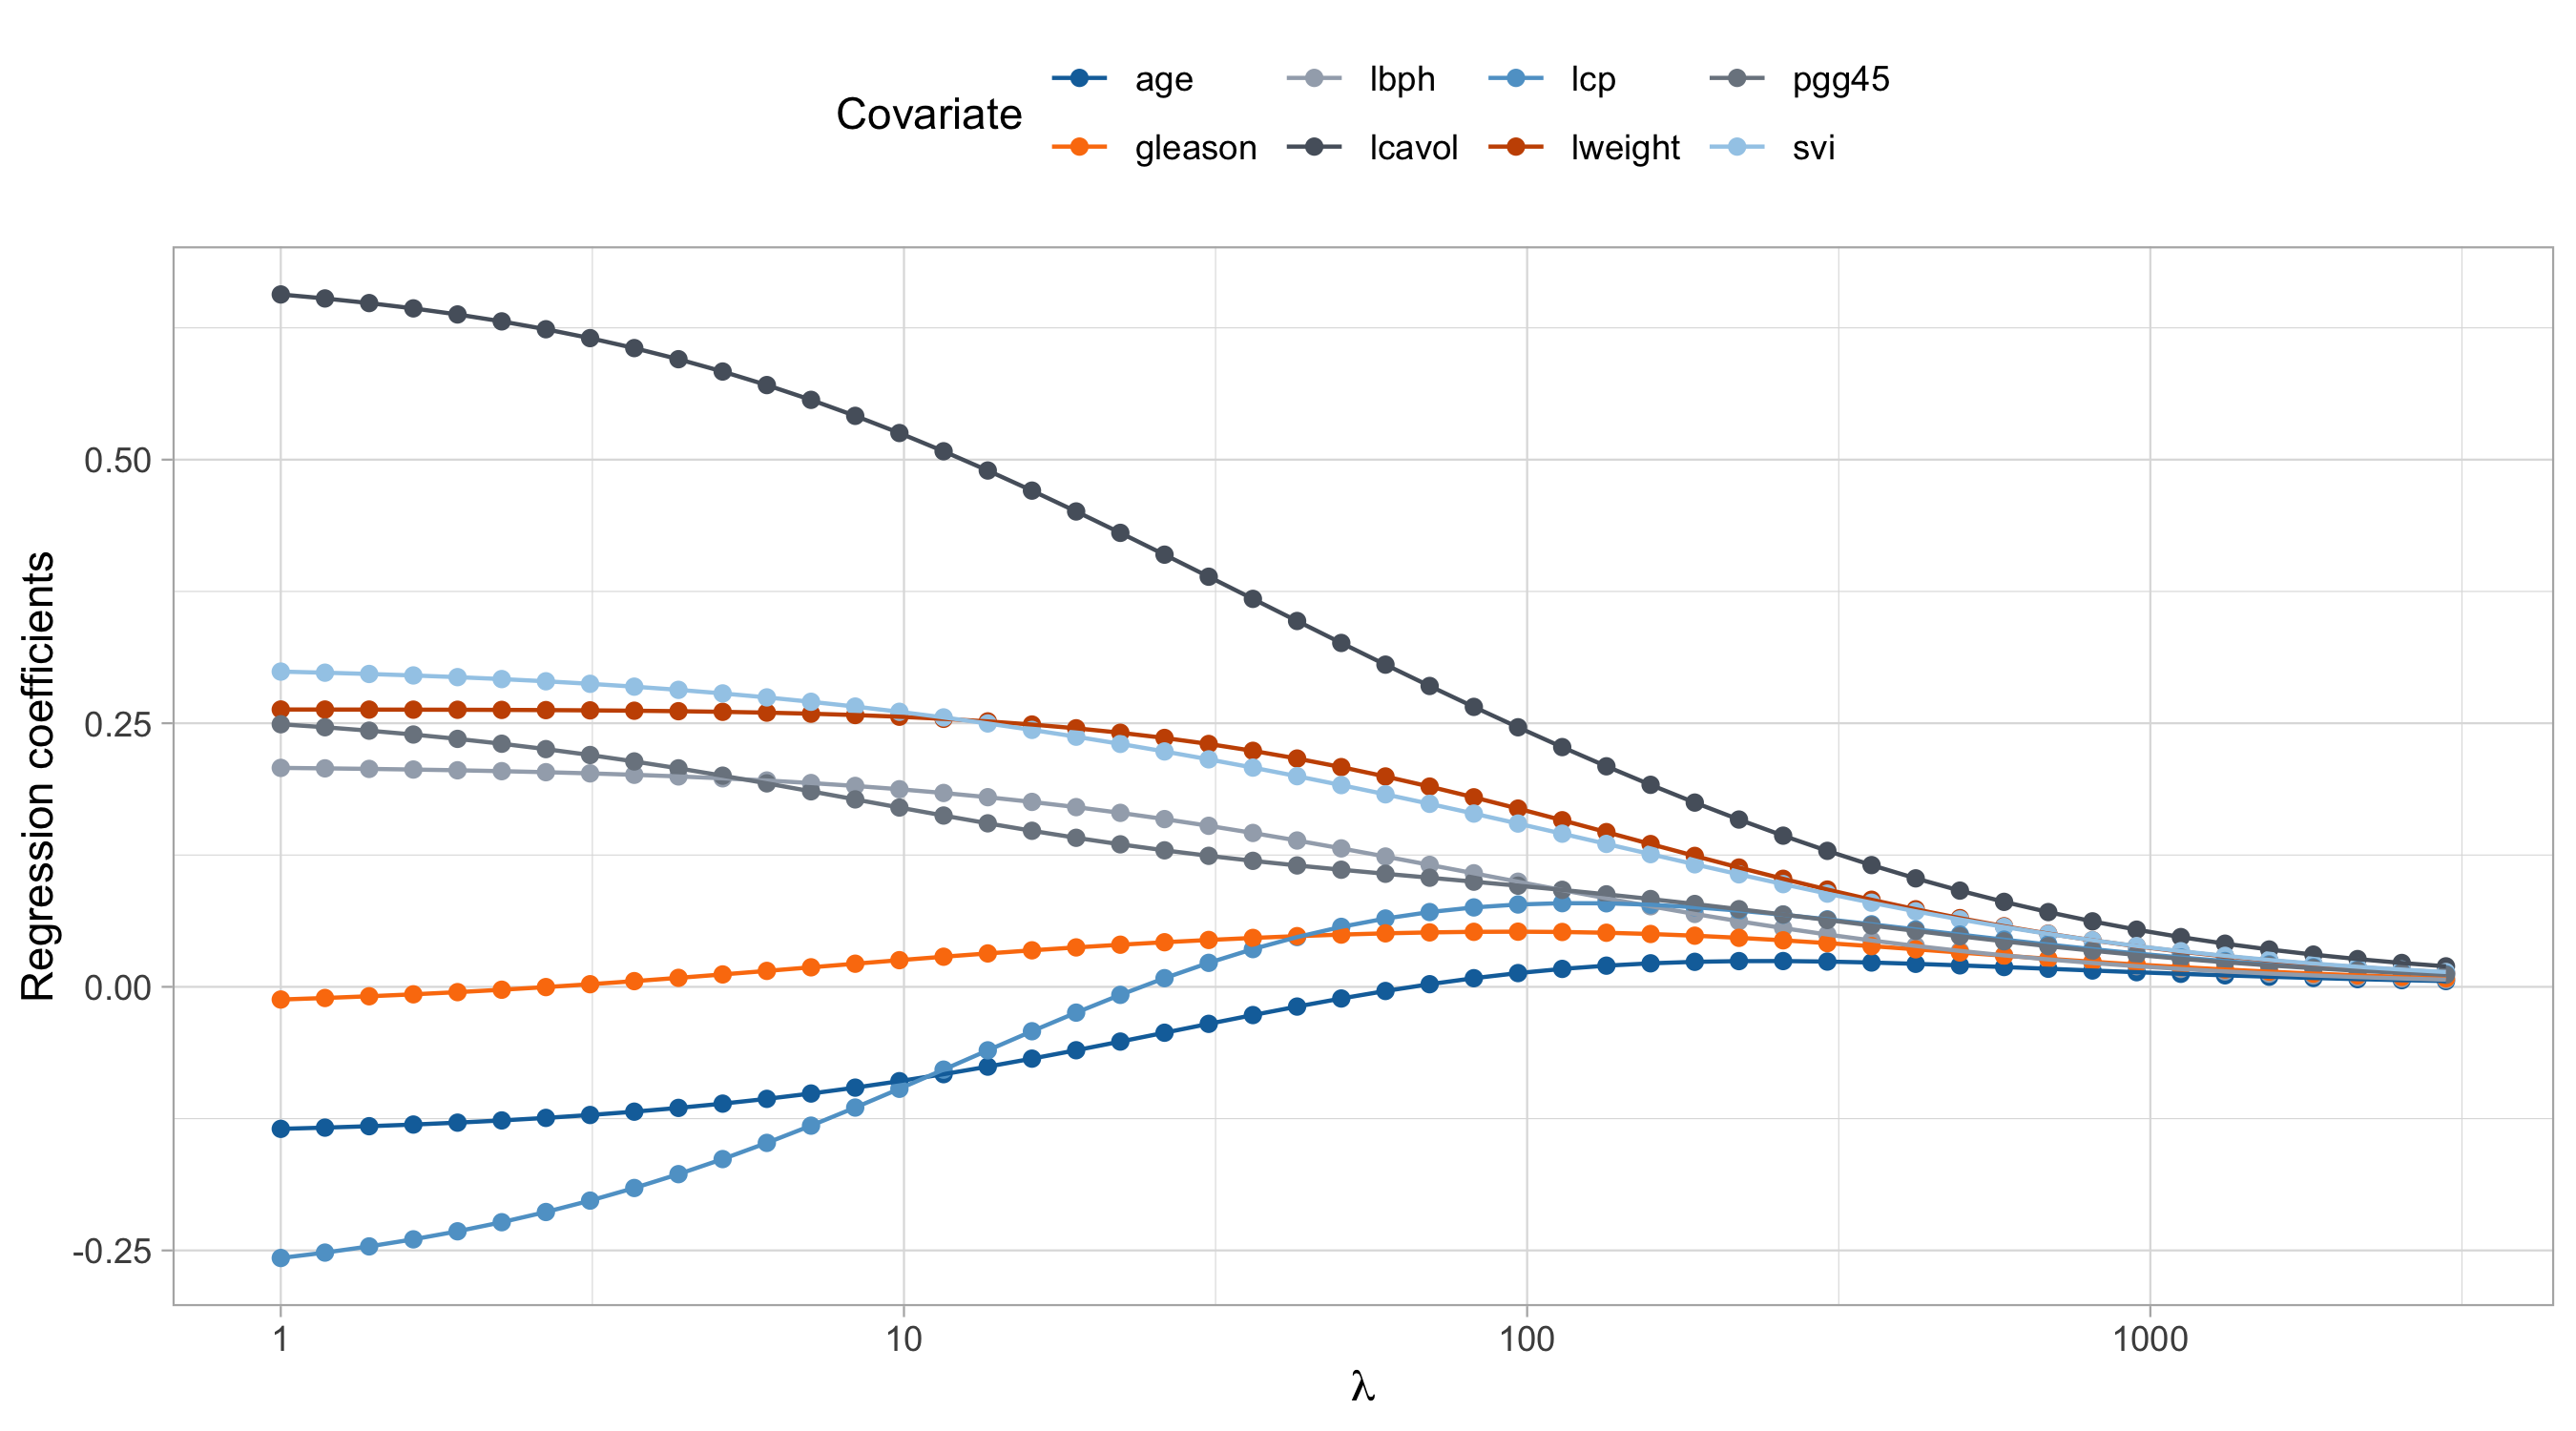 Covariate
age lbph lcp pgg45
gleason lcavol lweight svi
Regression coefficients
0.50
0.25
0.00
-0.25
1 10 100 1000
λ